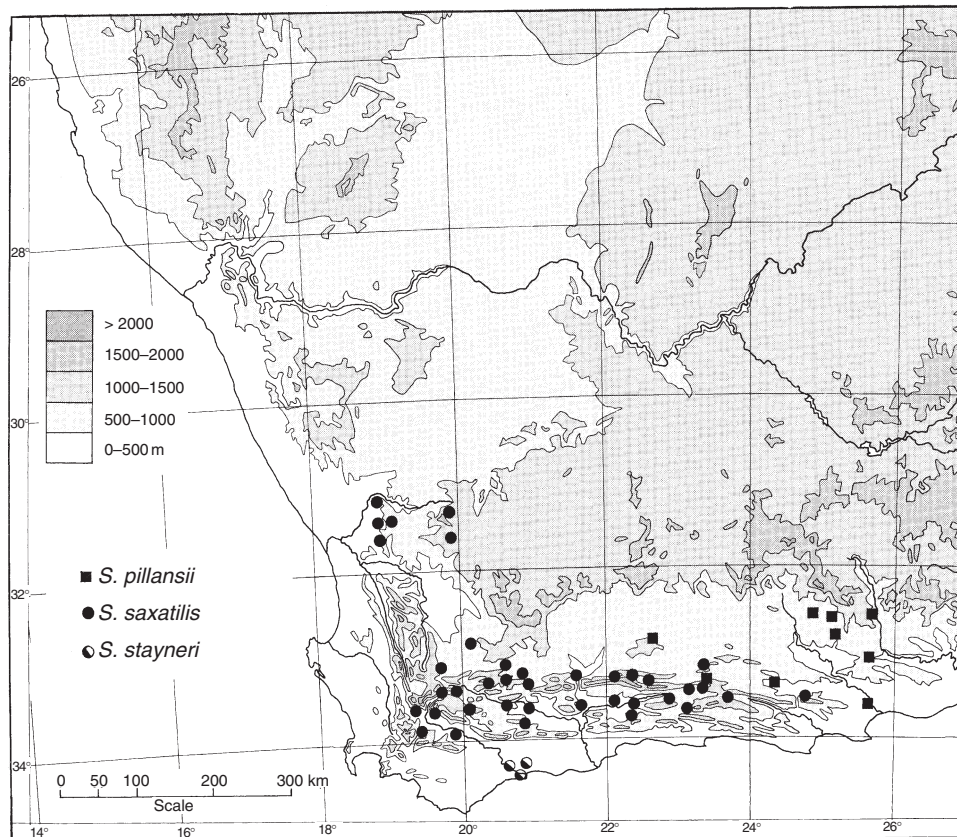 26°
28°
> 2000
1500–2000
1000–1500
500–1000
0–500 m
30°
S. pillansii
32°
S. saxatilis
S. stayneri
34°
0 50 100 200 300 km
Scale
14° 16° 18° 20° 22° 24° 26°